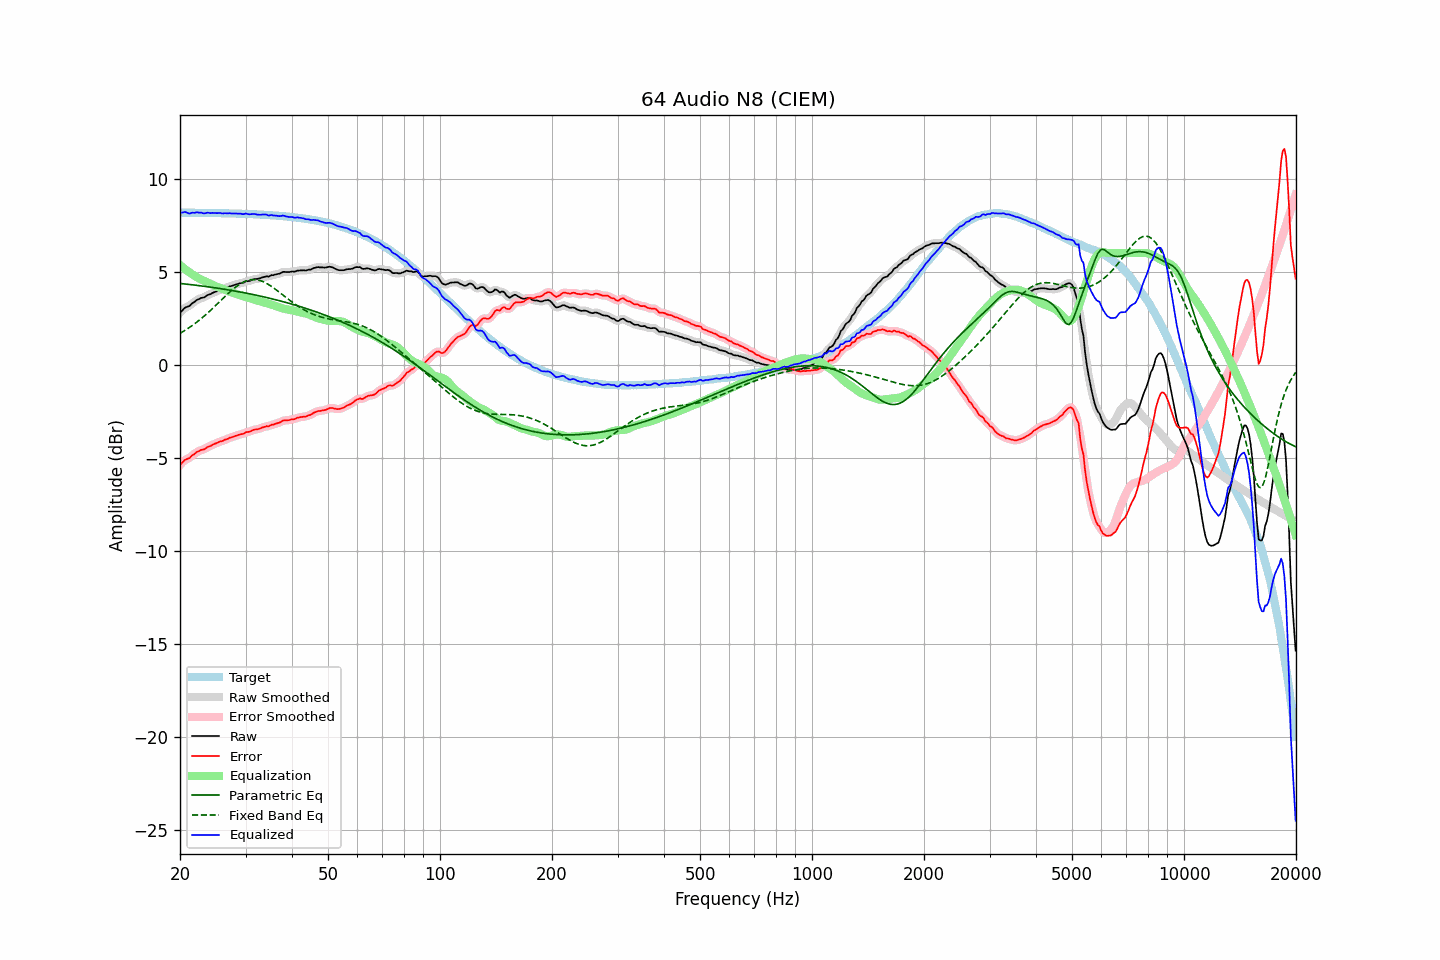 64 Audio N8 (CIEM)
Amplitude (dBr)
10
5
0
−5
−10
−15
−20
−25
Target
Raw Smoothed
Error Smoothed
Raw
Error
Equalization
Parametric Eq
Fixed Band Eq
Equalized
20 50 100 200 500 1000 2000 5000 10000 20000
Frequency (Hz)